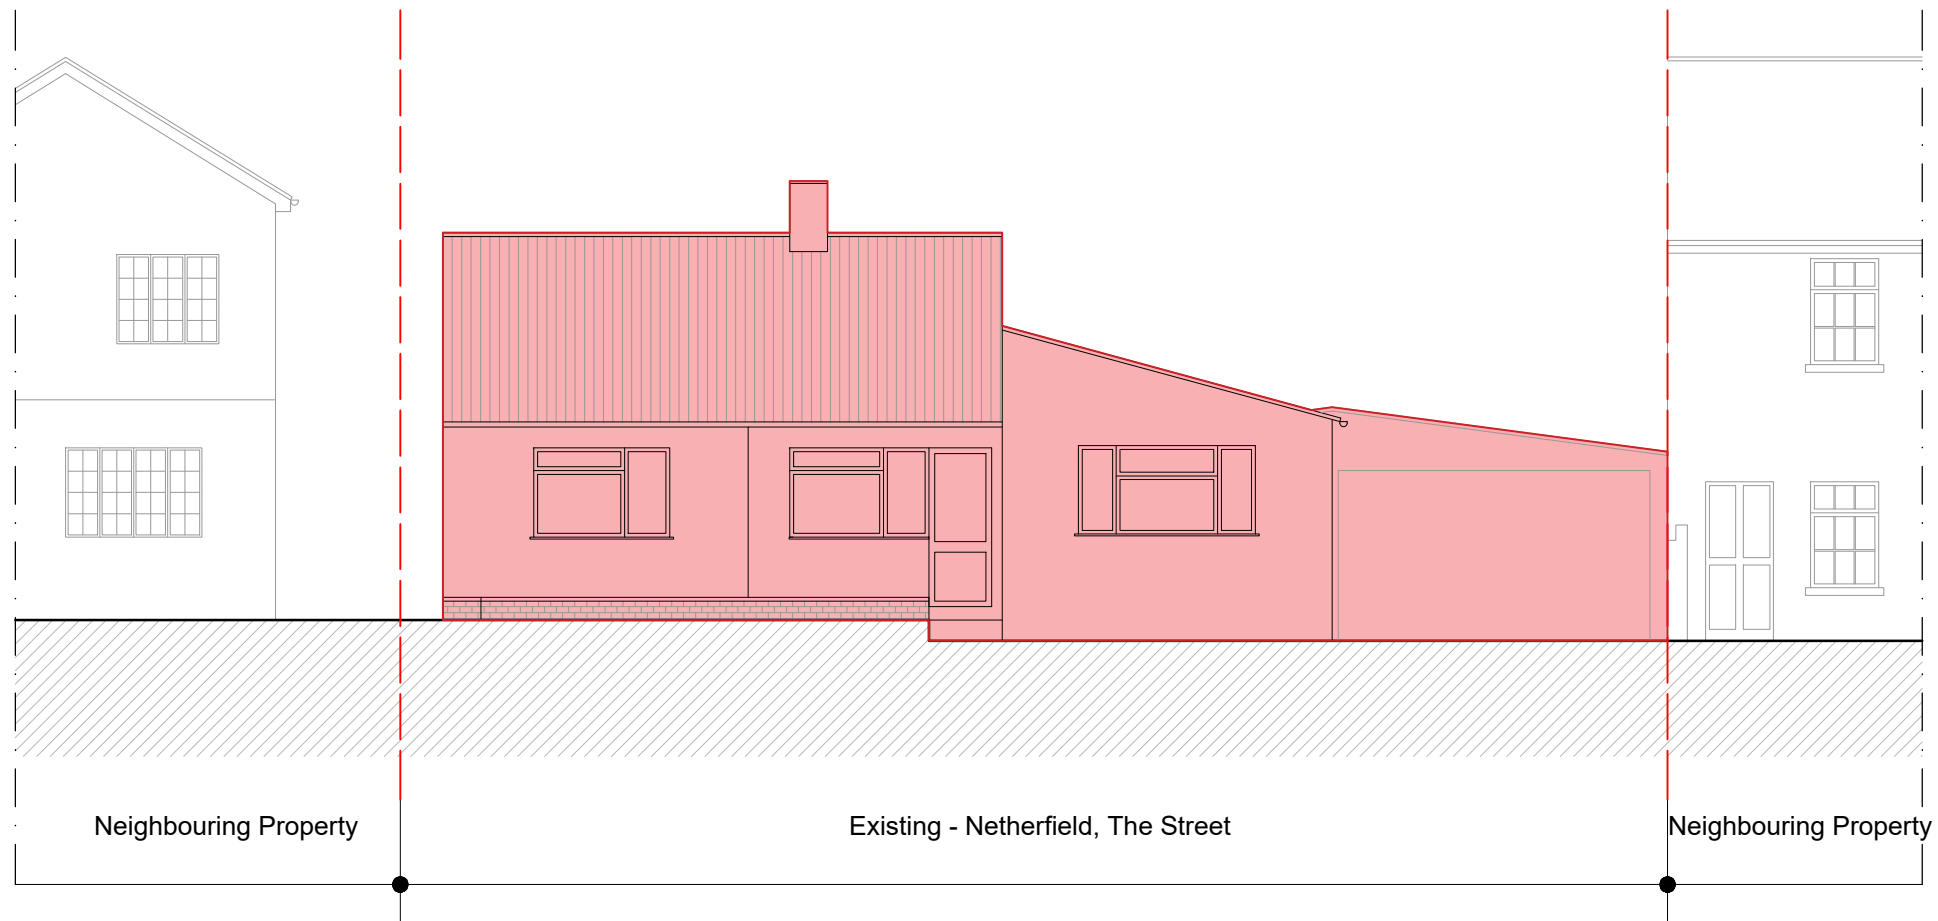 Neighbouring Property
Existing - Netherfield, The Street
Neighbouring Property